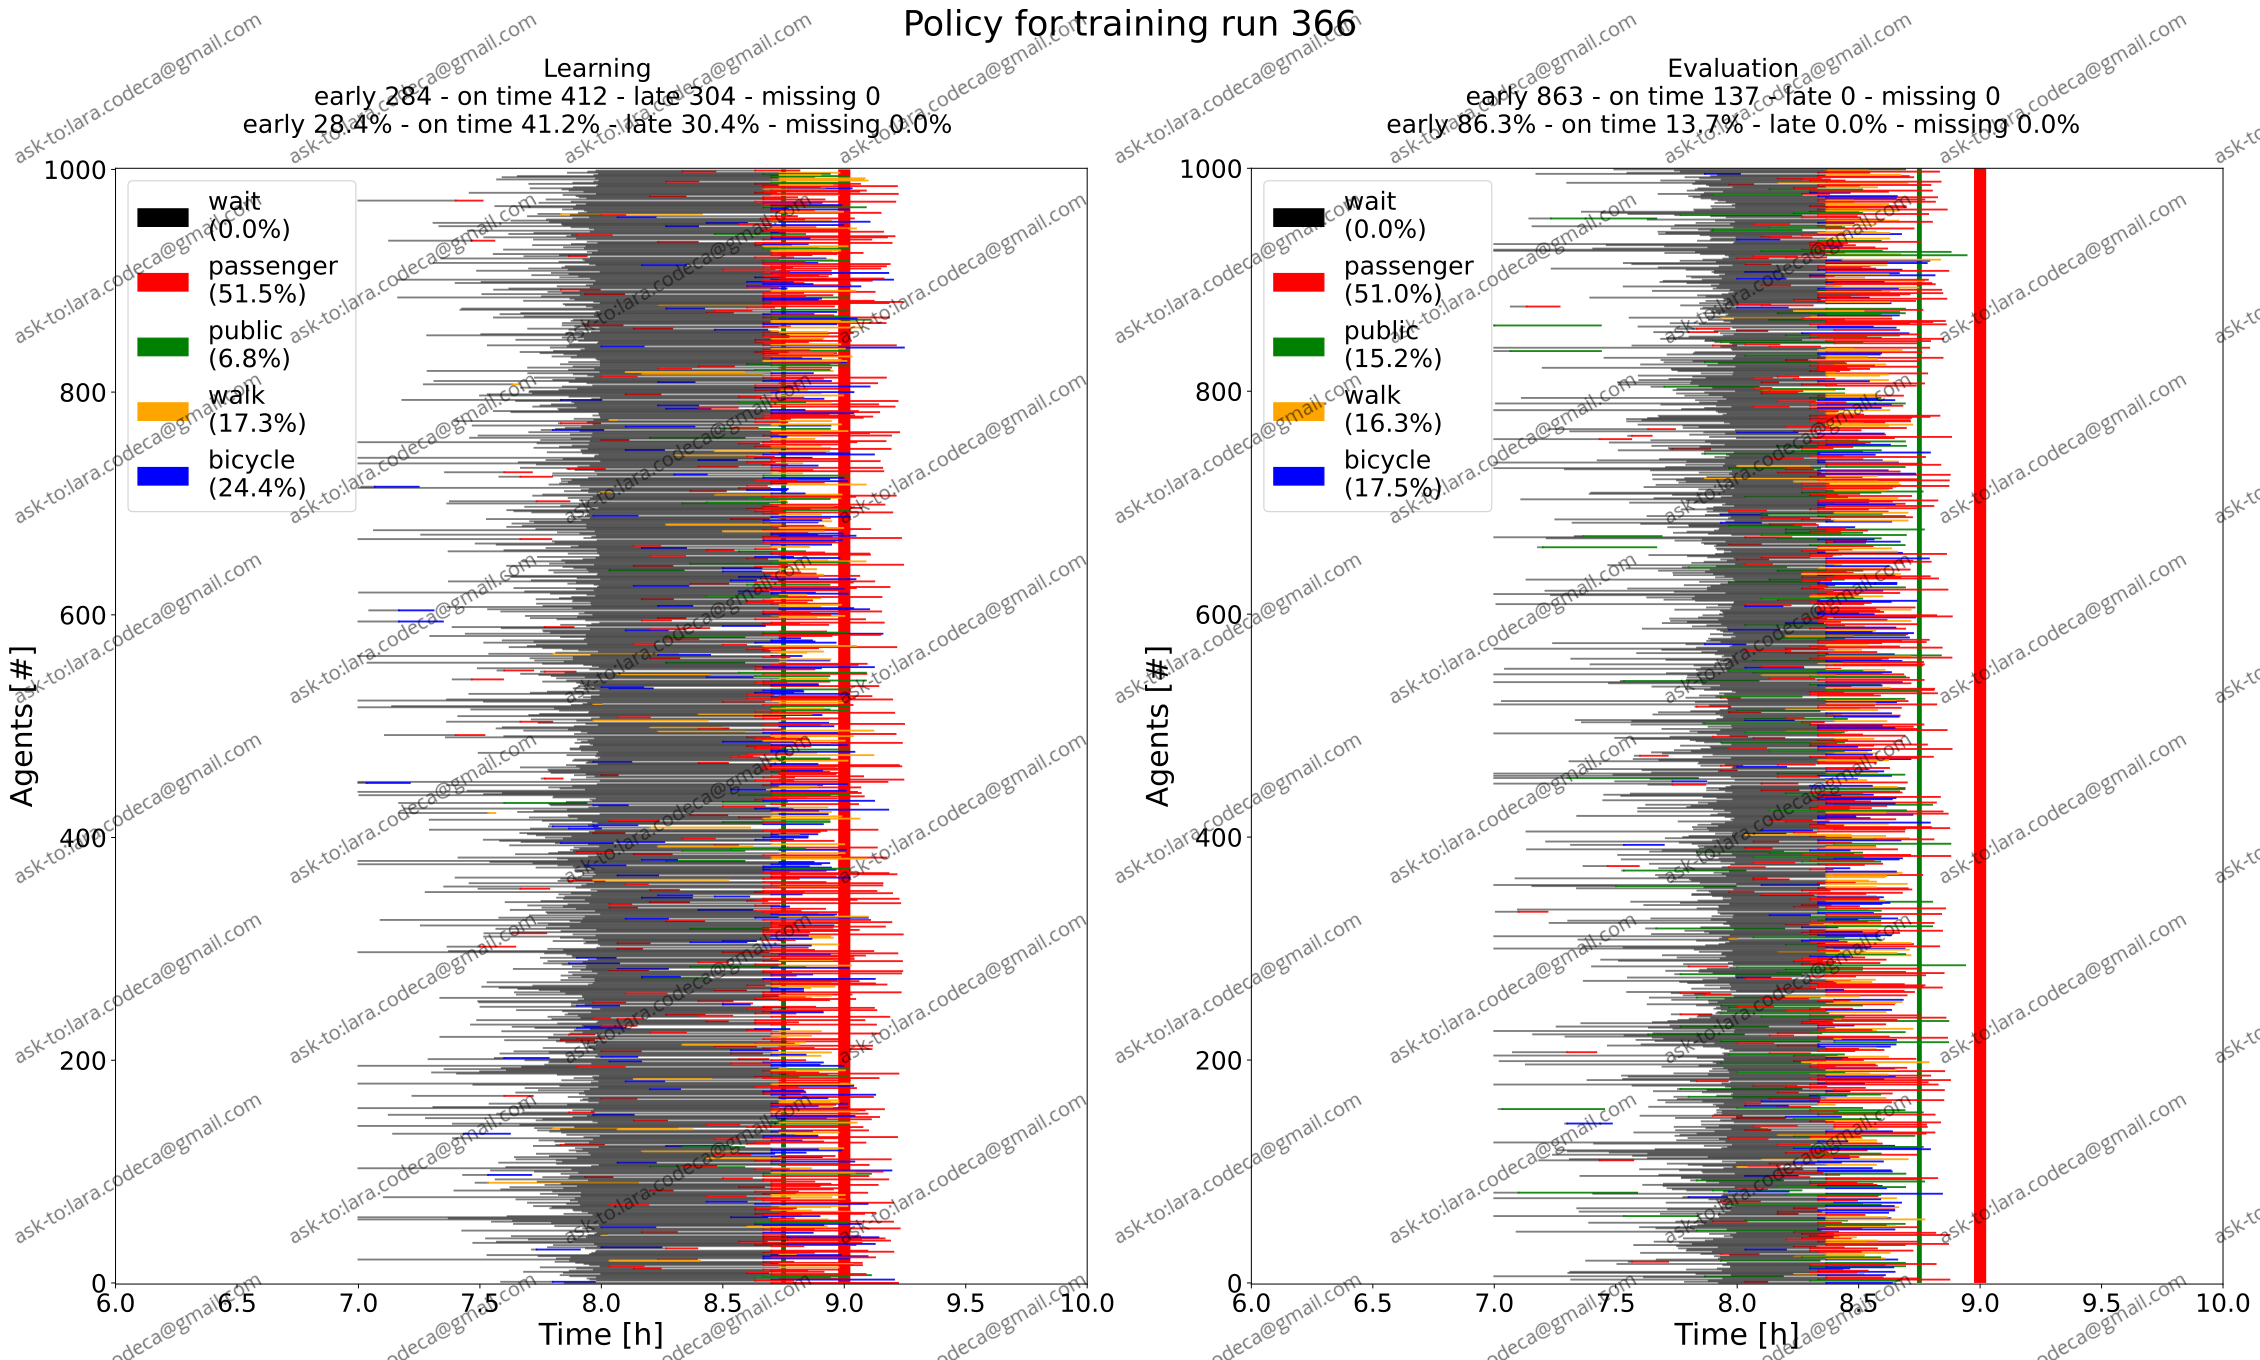 Policy for training run 366
Learning
early 284 - on time 412 - late 304 - missing 0
early 28.4% - on time 41.2% - late 30.4% - missing 0.0%
1000
800
600
400
200
0
Agents [#]
wait
(0.0%)
passenger
(51.5%)
public
(6.8%)
walk
(17.3%)
bicycle
(24.4%)
6.0 6.5 7.0 7.5 8.0 8.5 9.0 9.5 10.0
Time [h]
Evaluation
early 863 - on time 137 - late 0 - missing 0
early 86.3% - on time 13.7% - late 0.0% - missing 0.0%
1000
800
600
400
200
0
Agents [#]
wait
(0.0%)
passenger
(51.0%)
public
(15.2%)
walk
(16.3%)
bicycle
(17.5%)
6.0 6.5 7.0 7.5 8.0 8.5 9.0 9.5 10.0
Time [h]
ask-to:lara.codeca@gmail.com